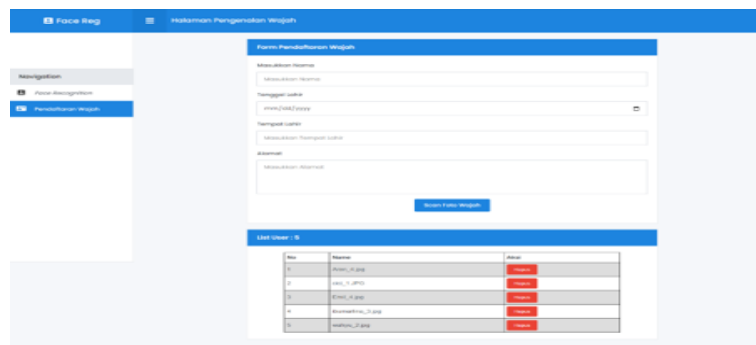 Face Reg
Halaman Pengenalan Wajah
Navigation
Face Recognition
Pendaftaran Wajah
Form Pendaftaran Wajah
Masukkan Nama
Masukkan Nama
Tanggal Lahir
mm/dd/yyyy
Tempat Lahir
Masukkan Tempat Lahir
Alamat
Masukkan Alamat
Scan Foto Wajah
List User : 5
No Name Aksi
1 Hapus
2 Hapus
3 Hapus
4 Hapus
5 Hapus